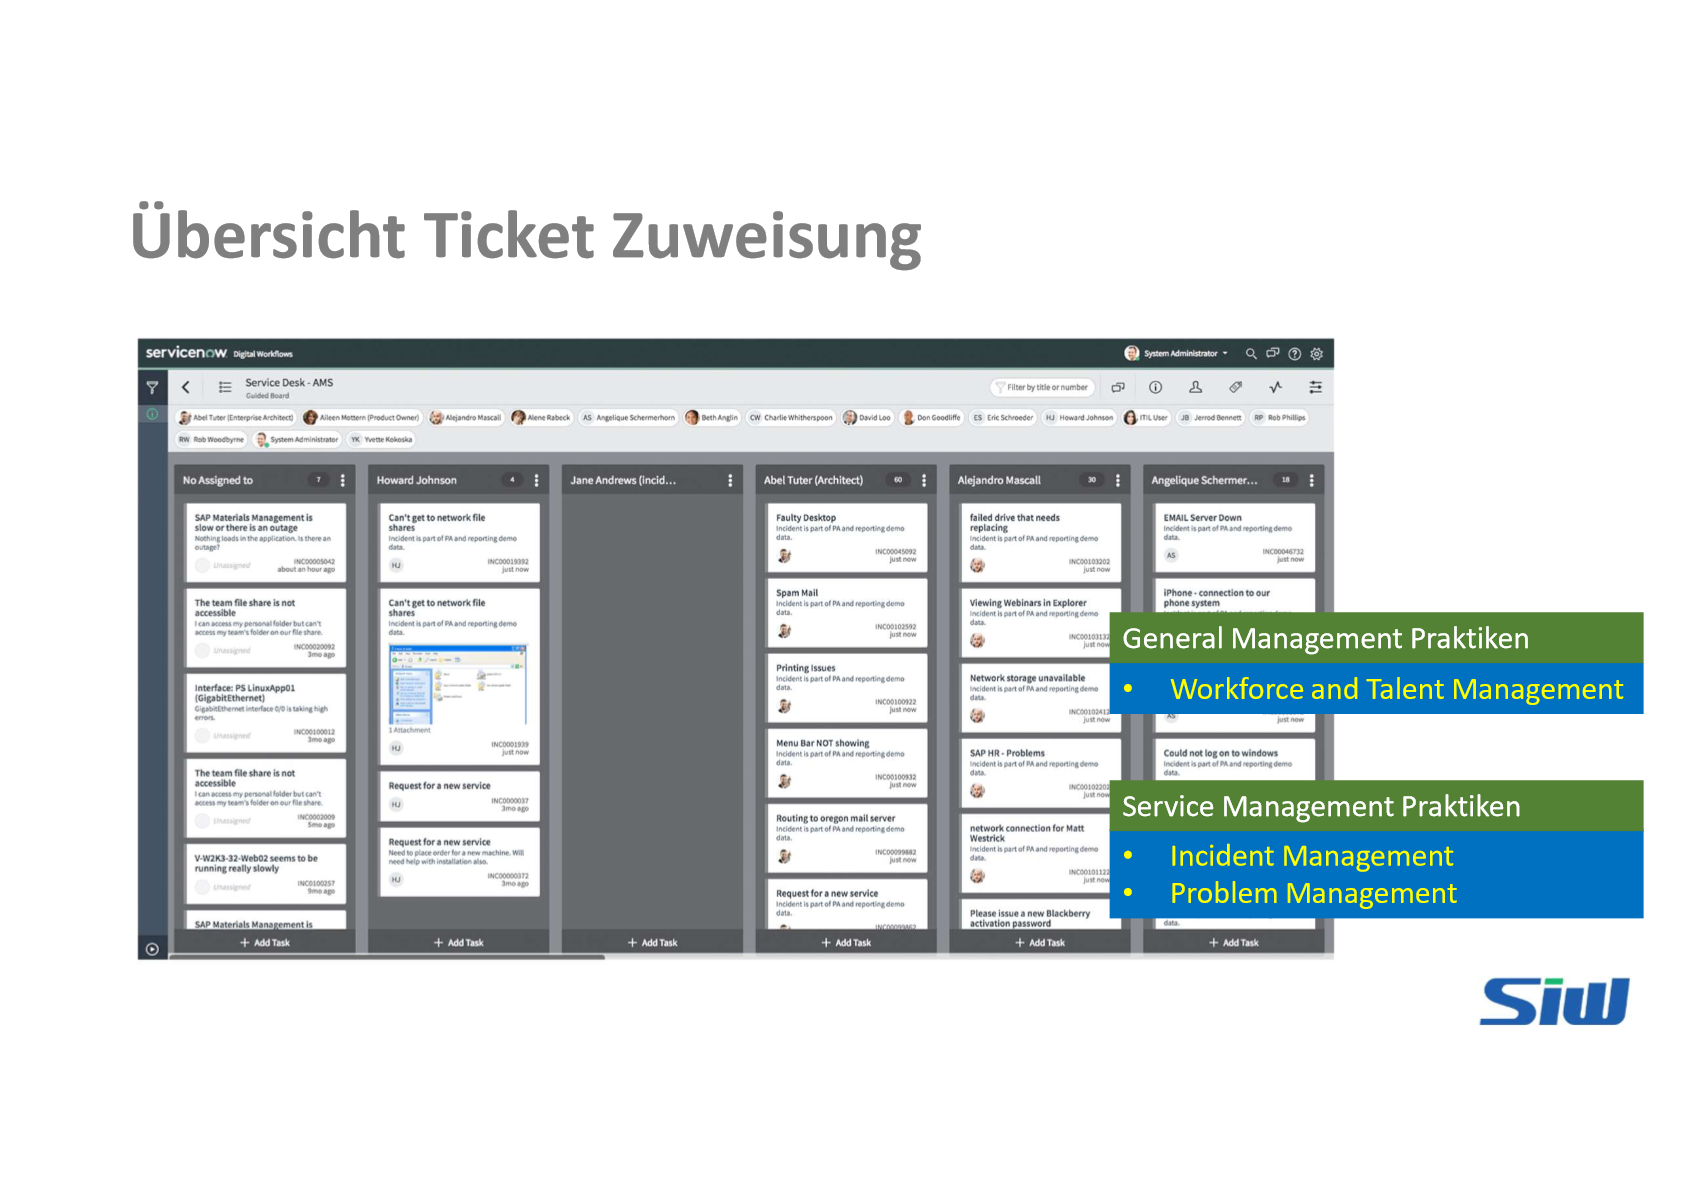 Übersicht Ticket Zuweisung
servicenow Digital Workflows
System Administrator
Service Desk - AMS
Guided Board
Filter by title or number
Abel Tuter (Enterprise Architect)
Aileen Mottern (Product Owner)
Alejandro Mascall
Alene Rabeck
AS Angelique Schermerhorn
Beth Anglin
CW Charlie Whitherspoon
David Loo
Don Goodliffe
ES Eric Schroeder
HJ Howard Johnson
ITIL User
JB Jerrod Bennett
RP Rob Phillips
RW Rob Woodbyrne
System Administrator
YK Yvette Kokoska
No Assigned to 7
SAP Materials Management is
slow or there is an outage
Nothing loads in the application. Is there an
outage?
Unassigned
INC00005042
about an hour ago
The team file share is not
accessible
I can access my personal folder but can't
access my team's folder on our file share.
Unassigned
INC00020092
3mo ago
Interface: PS LinuxApp01
(GigabitEthernet)
GigabitEthernet interface 0/0 is taking high
errors.
Unassigned
INC00100012
3mo ago
The team file share is not
accessible
I can access my personal folder but can't
access my team's folder on our file share.
Unassigned
INC0003009
5mo ago
V-W2K3-32-Web02 seems to be
running really slowly
Unassigned
INC0100257
9mo ago
SAP Materials Management is
+ Add Task
Howard Johnson 4
Can't get to network file
shares
Incident is part of PA and reporting demo
data.
HJ
INC00019392
just now
Can't get to network file
shares
Incident is part of PA and reporting demo
data.
1 Attachment
HJ
INC0001939
just now
Request for a new service
HJ
INC0000037
3mo ago
Request for a new service
Need to place order for a new machine. Will
need help with installation also.
HJ
INC00000372
3mo ago
+ Add Task
Jane Andrews (incid...
+ Add Task
Abel Tuter (Architect) 60
Faulty Desktop
Incident is part of PA and reporting demo
data.
INC00045092
just now
Spam Mail
Incident is part of PA and reporting demo
data.
INC00102592
just now
Printing Issues
Incident is part of PA and reporting demo
data.
INC00100922
just now
Menu Bar NOT showing
Incident is part of PA and reporting demo
data.
INC00100932
just now
Routing to oregon mail server
Incident is part of PA and reporting demo
data.
INC00099882
just now
Request for a new service
Incident is part of PA and reporting demo
data.
INC00099862
+ Add Task
Alejandro Mascall 30
failed drive that needs
replacing
Incident is part of PA and reporting demo
data.
INC00103202
just now
Viewing Webinars in Explorer
Incident is part of PA and reporting demo
data.
INC00103132
just now
Network storage unavailable
Incident is part of PA and reporting demo
data.
INC00102412
just now
SAP HR - Problems
Incident is part of PA and reporting demo
data.
INC00102202
just now
network connection for Matt
Westrick
Incident is part of PA and reporting demo
data.
INC00101122
just now
Please issue a new Blackberry
activation password
+ Add Task
Angelique Schermer... 18
EMAIL Server Down
Incident is part of PA and reporting demo
data.
AS
INC00046732
just now
iPhone - connection to our
phone system
AS
just now
Could not log on to windows
Incident is part of PA and reporting demo
data.
data.
+ Add Task
General Management Praktiken
• Workforce and Talent Management
Service Management Praktiken
• Incident Management
• Problem Management
Siw